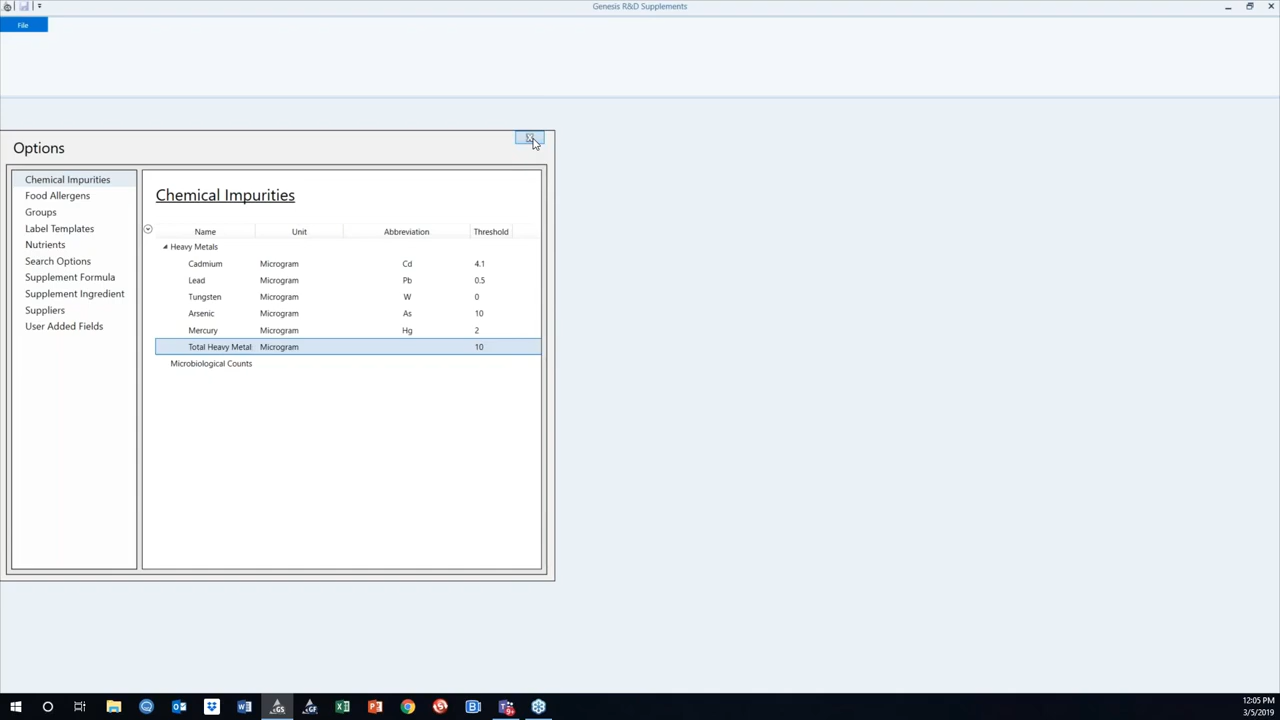 Genesis R&D Supplements
File
Options
Chemical Impurities
Food Allergens
Groups
Label Templates
Nutrients
Search Options
Supplement Formula
Supplement Ingredient
Suppliers
User Added Fields
Chemical Impurities
Name Unit Abbreviation Threshold
Heavy Metals
Cadmium Microgram Cd 4.1
Lead Microgram Pb 0.5
Tungsten Microgram W 0
Arsenic Microgram As 10
Mercury Microgram Hg 2
Total Heavy Metal Microgram 10
Microbiological Counts
12:05 PM
3/5/2019